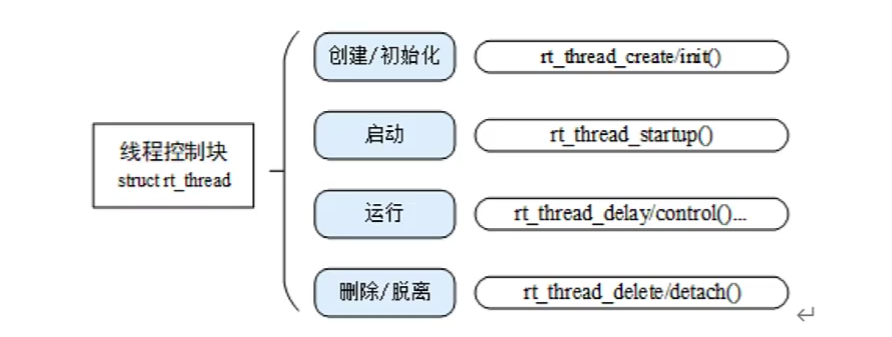 创建/初始化
rt_thread_create/init()
启动
rt_thread_startup()
线程控制块
struct rt_thread
运行
rt_thread_delay/control()...
删除/脱离
rt_thread_delete/detach()